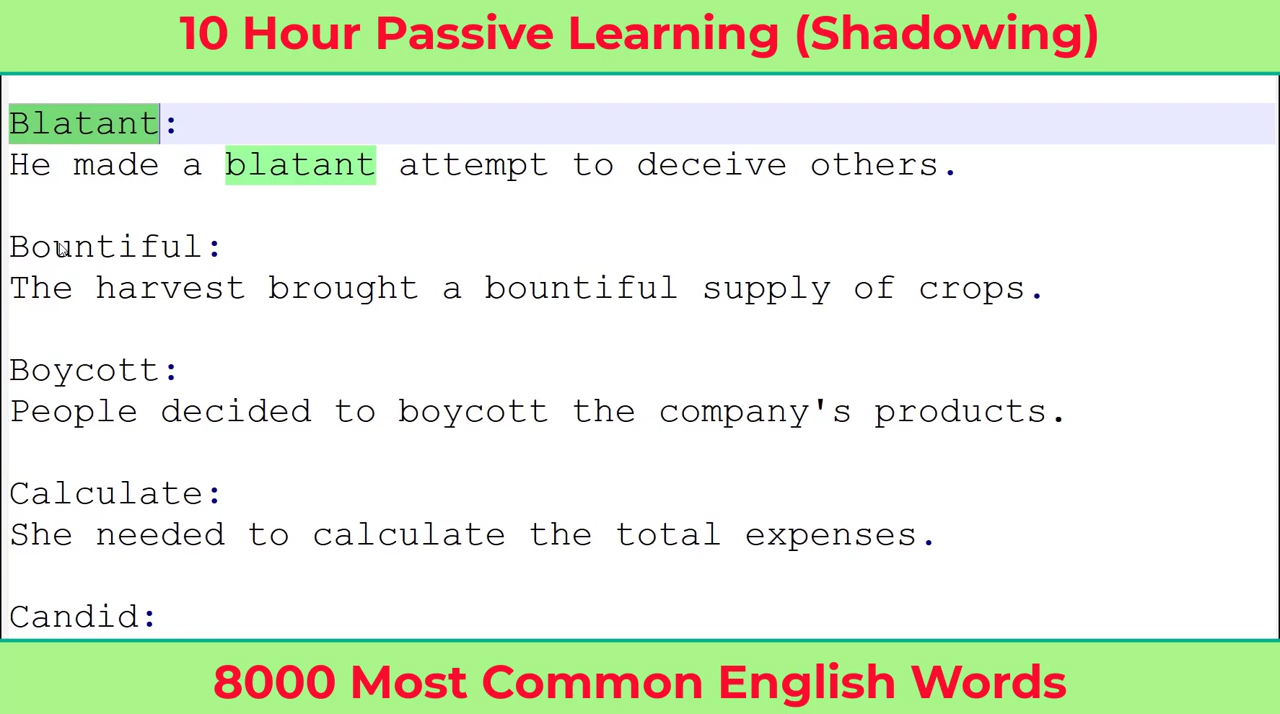 10 Hour Passive Learning (Shadowing)
Blatant:
He made a blatant attempt to deceive others.
Bountiful:
The harvest brought a bountiful supply of crops.
Boycott:
People decided to boycott the company's products.
Calculate:
She needed to calculate the total expenses.
Candid:
8000 Most Common English Words